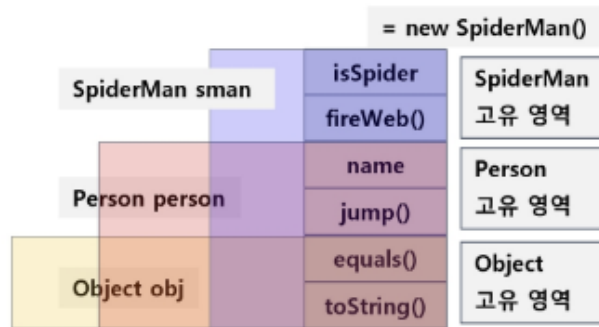 = new SpiderMan()
SpiderMan sman
isSpider
fireWeb()
SpiderMan
고유 영역
Person person
name
jump()
Person
고유 영역
Object obj
equals()
toString()
Object
고유 영역